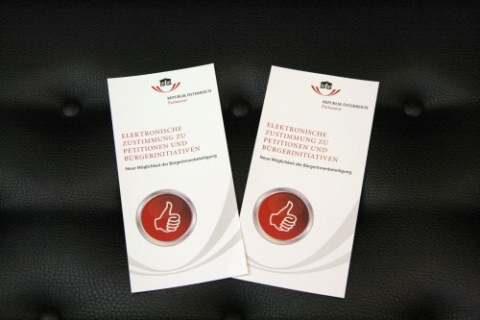 REPUBLIK ÖSTERREICH
Parlament
ELEKTRONISCHE
ZUSTIMMUNG ZU
PETITIONEN UND
BÜRGERINITIATIVEN
Neue Möglichkeit der BürgerInnenbeteiligung
REPUBLIK ÖSTERREICH
Parlament
ELEKTRONISCHE
ZUSTIMMUNG ZU
PETITIONEN UND
BÜRGERINITIATIVEN
Neue Möglichkeit der BürgerInnenbeteiligung